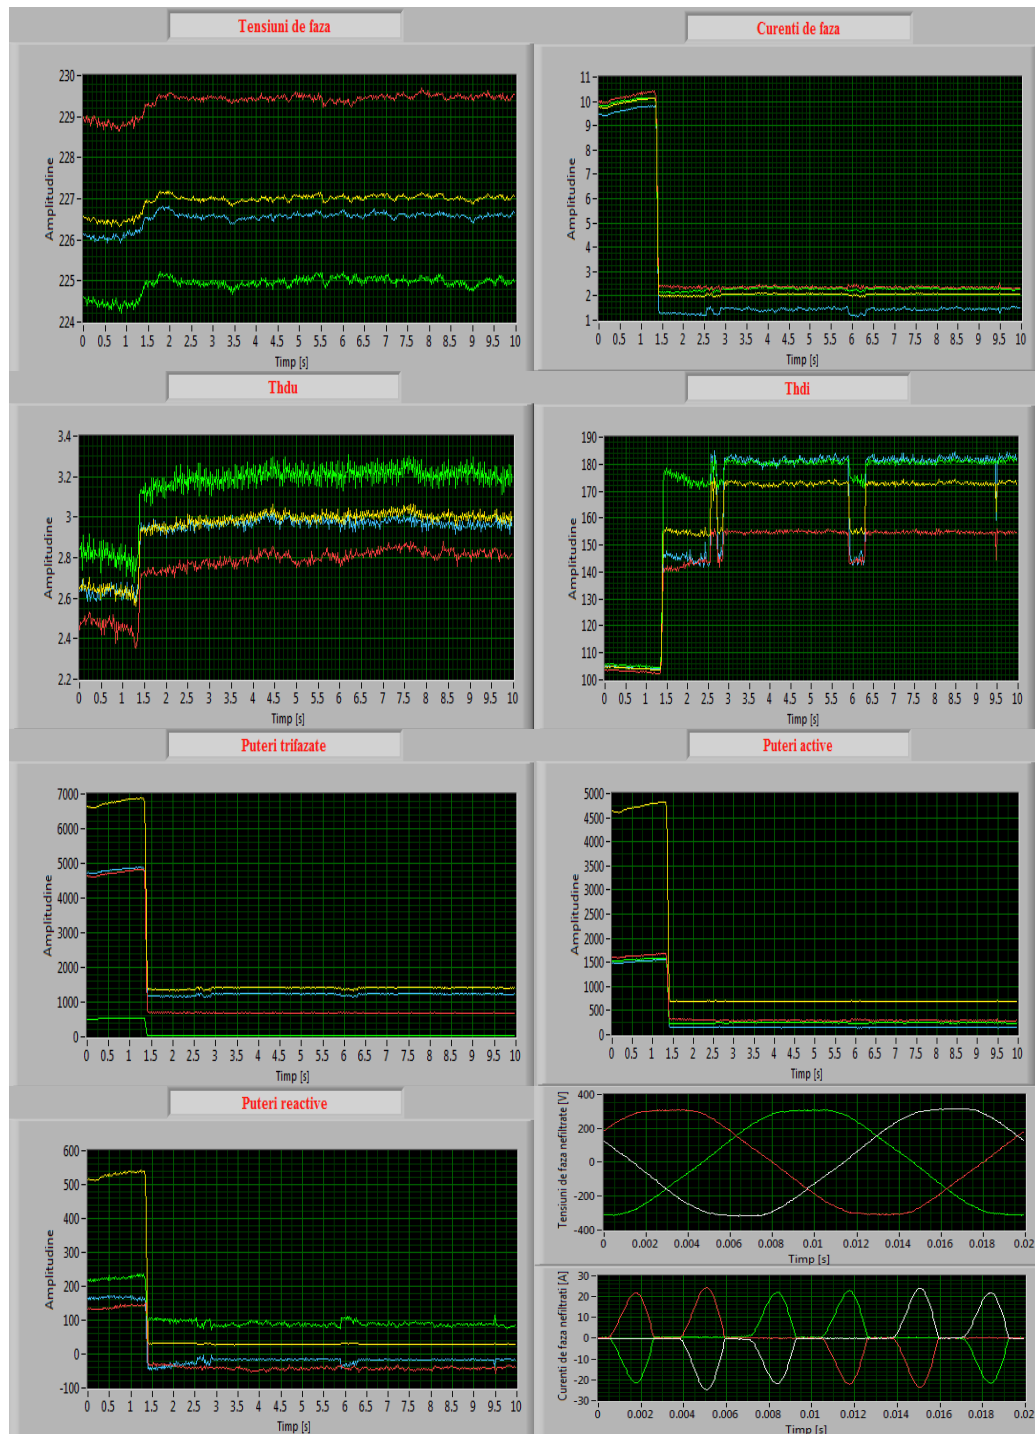 Tensiuni de faza
Curenti de faza
Amplitudine
230
229
228
227
226
225
224
0 0.5 1 1.5 2 2.5 3 3.5 4 4.5 5 5.5 6 6.5 7 7.5 8 8.5 9 9.5 10
Timp [s]
Amplitudine
11
10
9
8
7
6
5
4
3
2
1
0 0.5 1 1.5 2 2.5 3 3.5 4 4.5 5 5.5 6 6.5 7 7.5 8 8.5 9 9.5 10
Timp [s]
Thdu
Thdi
Amplitudine
3.4
3.2
3
2.8
2.6
2.4
2.2
0 0.5 1 1.5 2 2.5 3 3.5 4 4.5 5 5.5 6 6.5 7 7.5 8 8.5 9 9.5 10
Timp [s]
Amplitudine
190
180
170
160
150
140
130
120
110
100
0 0.5 1 1.5 2 2.5 3 3.5 4 4.5 5 5.5 6 6.5 7 7.5 8 8.5 9 9.5 10
Timp [s]
Puteri trifazate
Puteri active
Amplitudine
7000
6000
5000
4000
3000
2000
1000
0
0 0.5 1 1.5 2 2.5 3 3.5 4 4.5 5 5.5 6 6.5 7 7.5 8 8.5 9 9.5 10
Timp [s]
Amplitudine
5000
4500
4000
3500
3000
2500
2000
1500
1000
500
0
0 0.5 1 1.5 2 2.5 3 3.5 4 4.5 5 5.5 6 6.5 7 7.5 8 8.5 9 9.5 10
Timp [s]
Puteri reactive
Amplitudine
600
500
400
300
200
100
0
-100
0 0.5 1 1.5 2 2.5 3 3.5 4 4.5 5 5.5 6 6.5 7 7.5 8 8.5 9 9.5 10
Timp [s]
Tensiuni de faza nefiltrate [V]
400
200
0
-200
-400
0 0.002 0.004 0.006 0.008 0.01 0.012 0.014 0.016 0.018 0.02
Timp [s]
Curenti de faza nefiltrati [A]
30
20
10
0
-10
-20
-30
0 0.002 0.004 0.006 0.008 0.01 0.012 0.014 0.016 0.018 0.02
Timp [s]